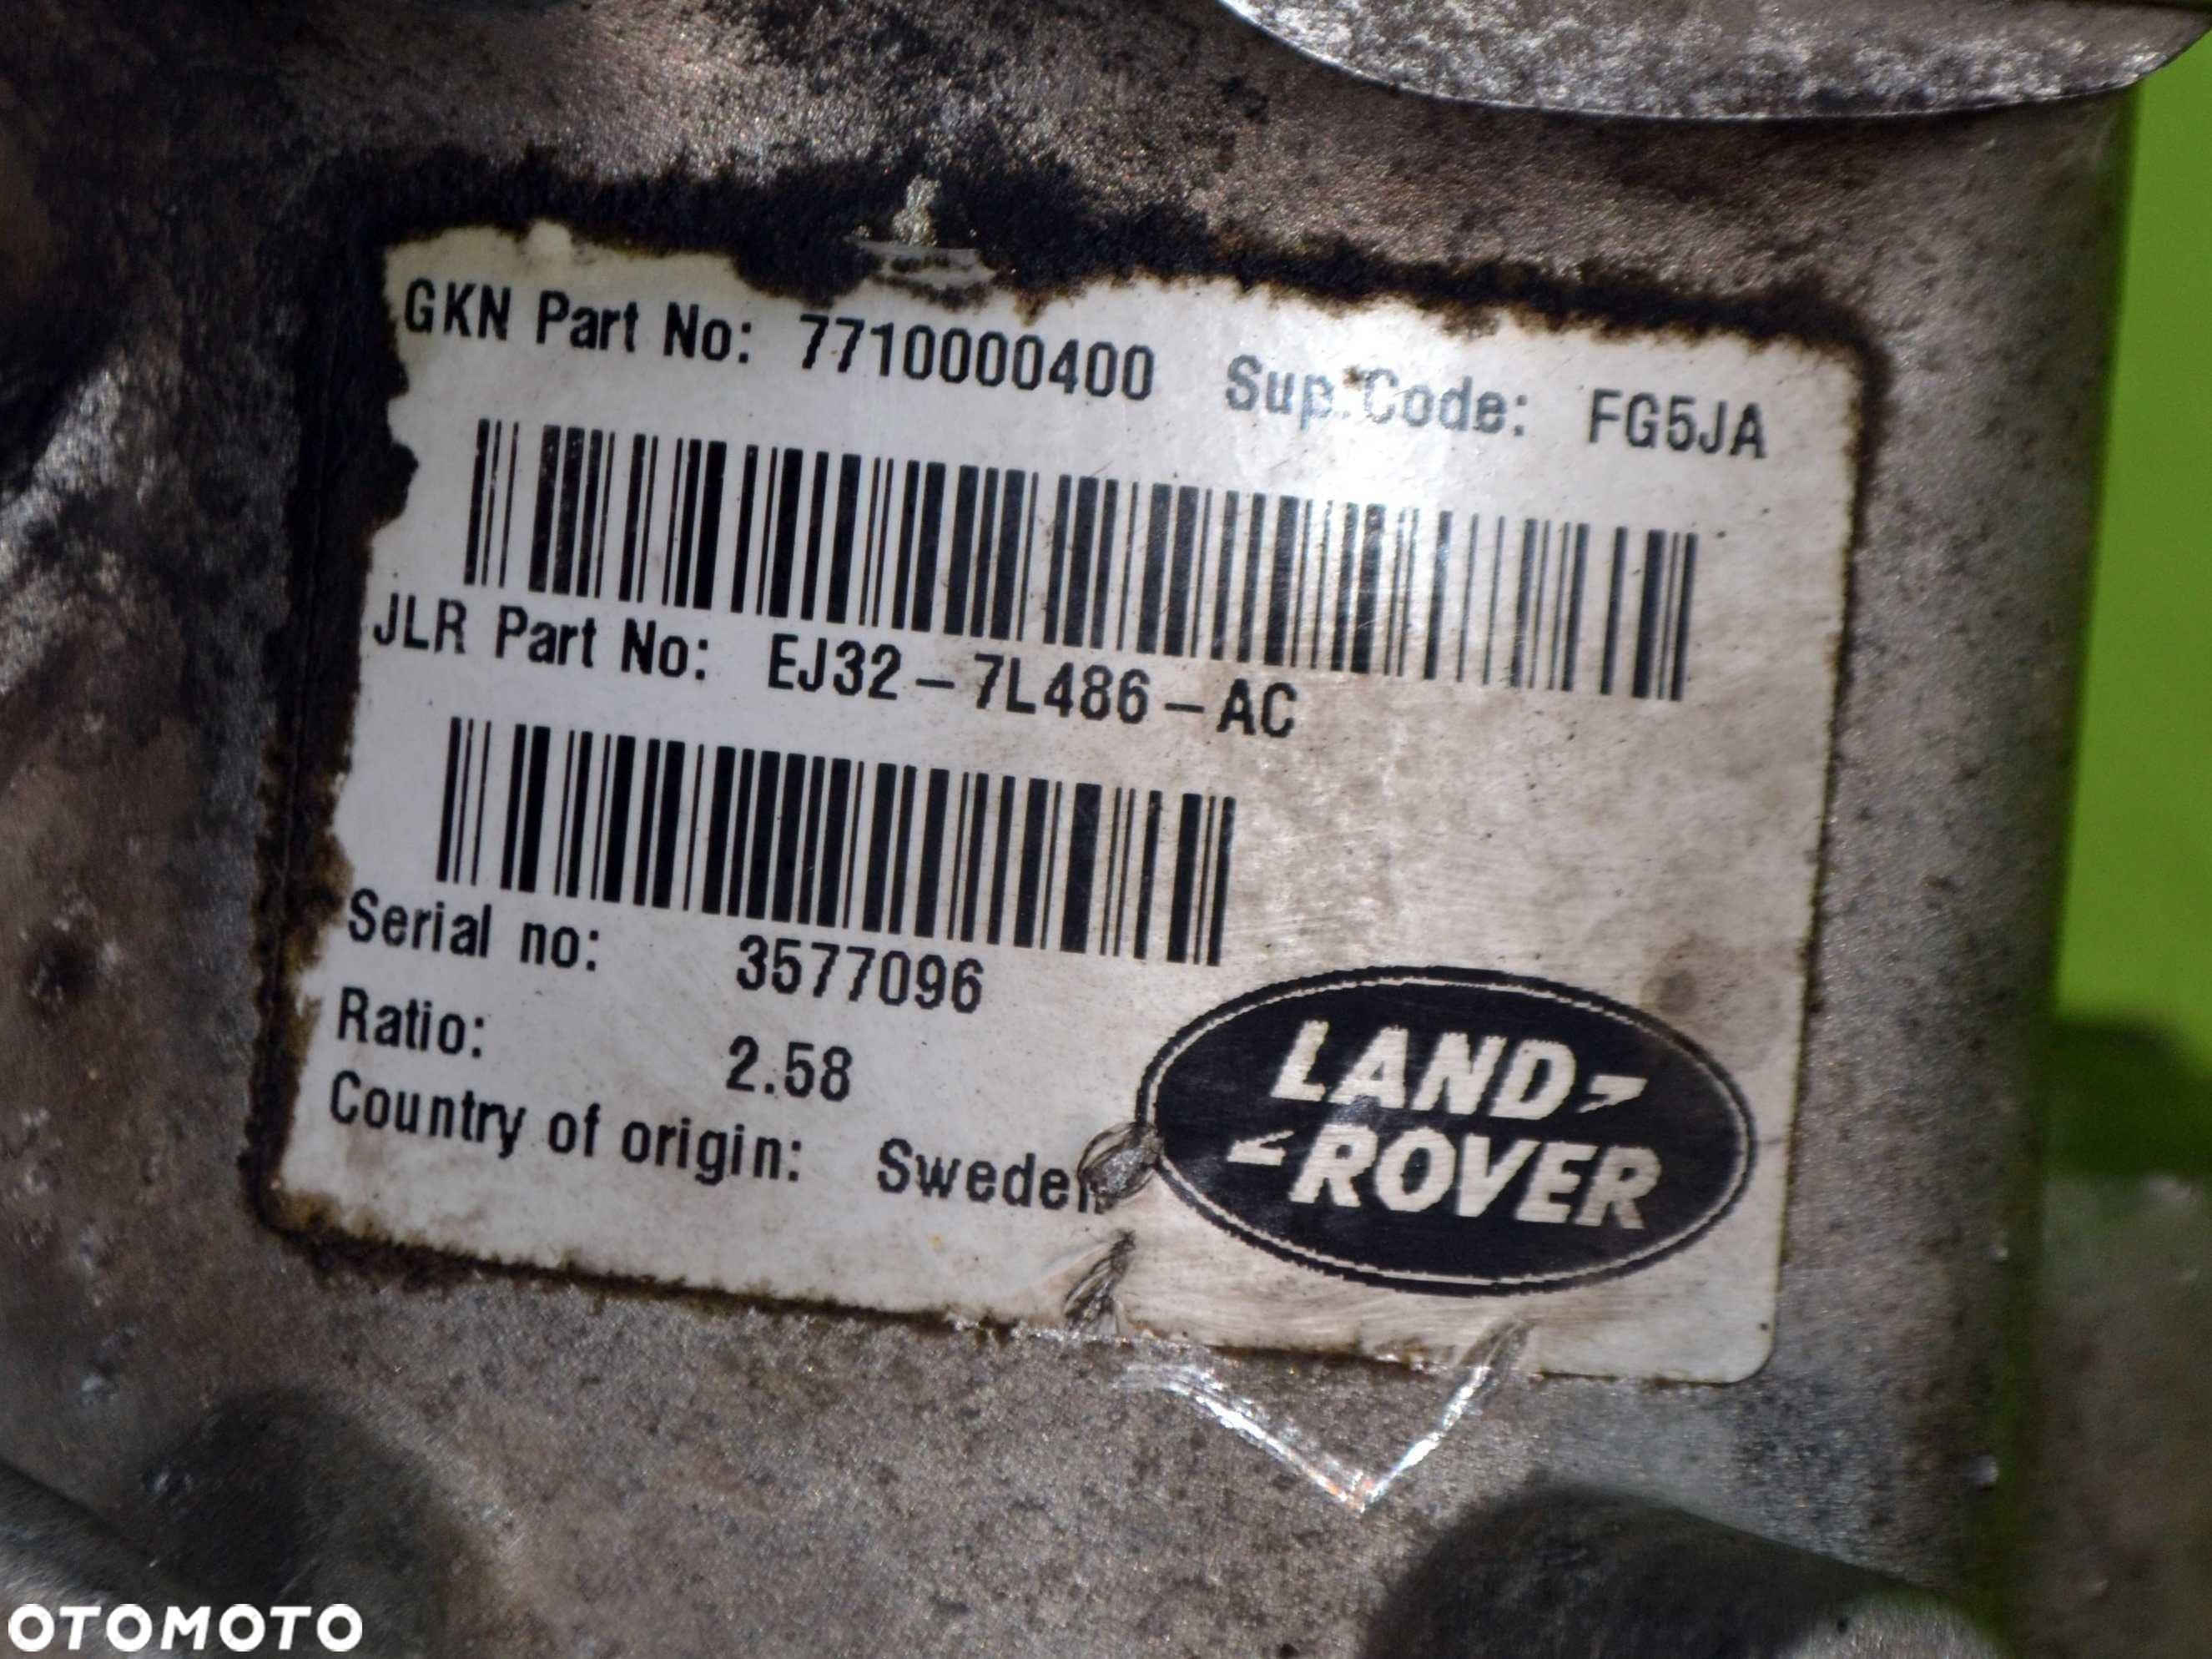 GKN Part No: 7710000400 Sup.Code: FG5JA
JLR Part No: EJ32-7L486-AC
Serial no: 3577096
Ratio: 2.58
Country of origin: Sweden
LAND
ROVER
OTOMOTO